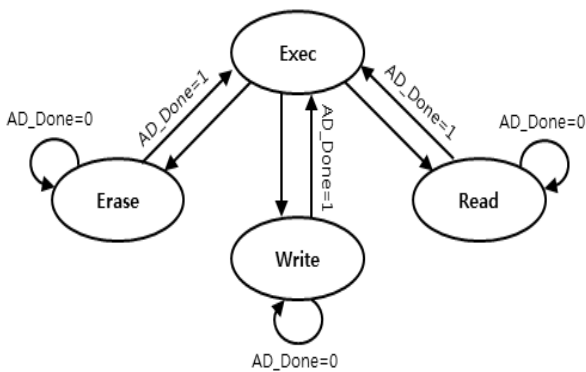 Exec
AD_Done=1
AD_Done=1
AD_Done=1
AD_Done=0
AD_Done=0
Erase
Read
Write
AD_Done=0